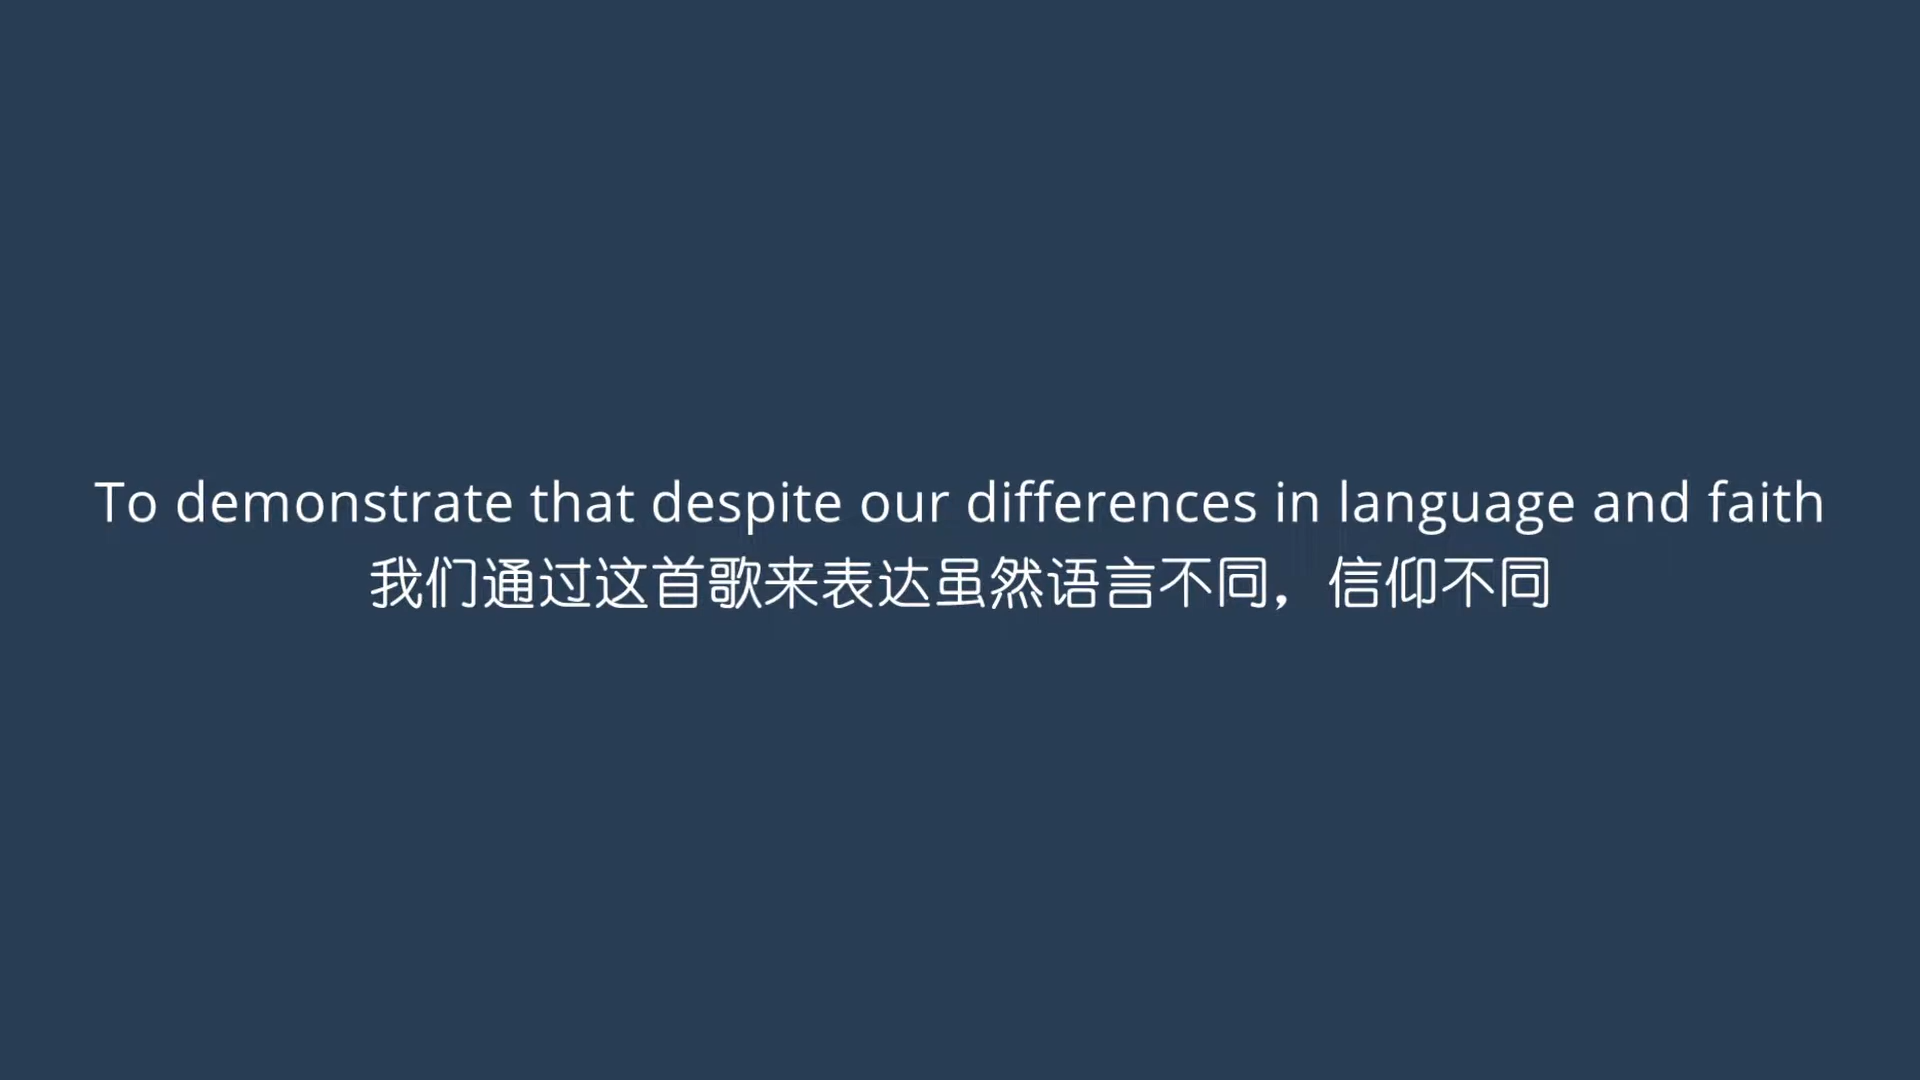 To demonstrate that despite our differences in language and faith
我们通过这首歌来表达虽然语言不同，信仰不同